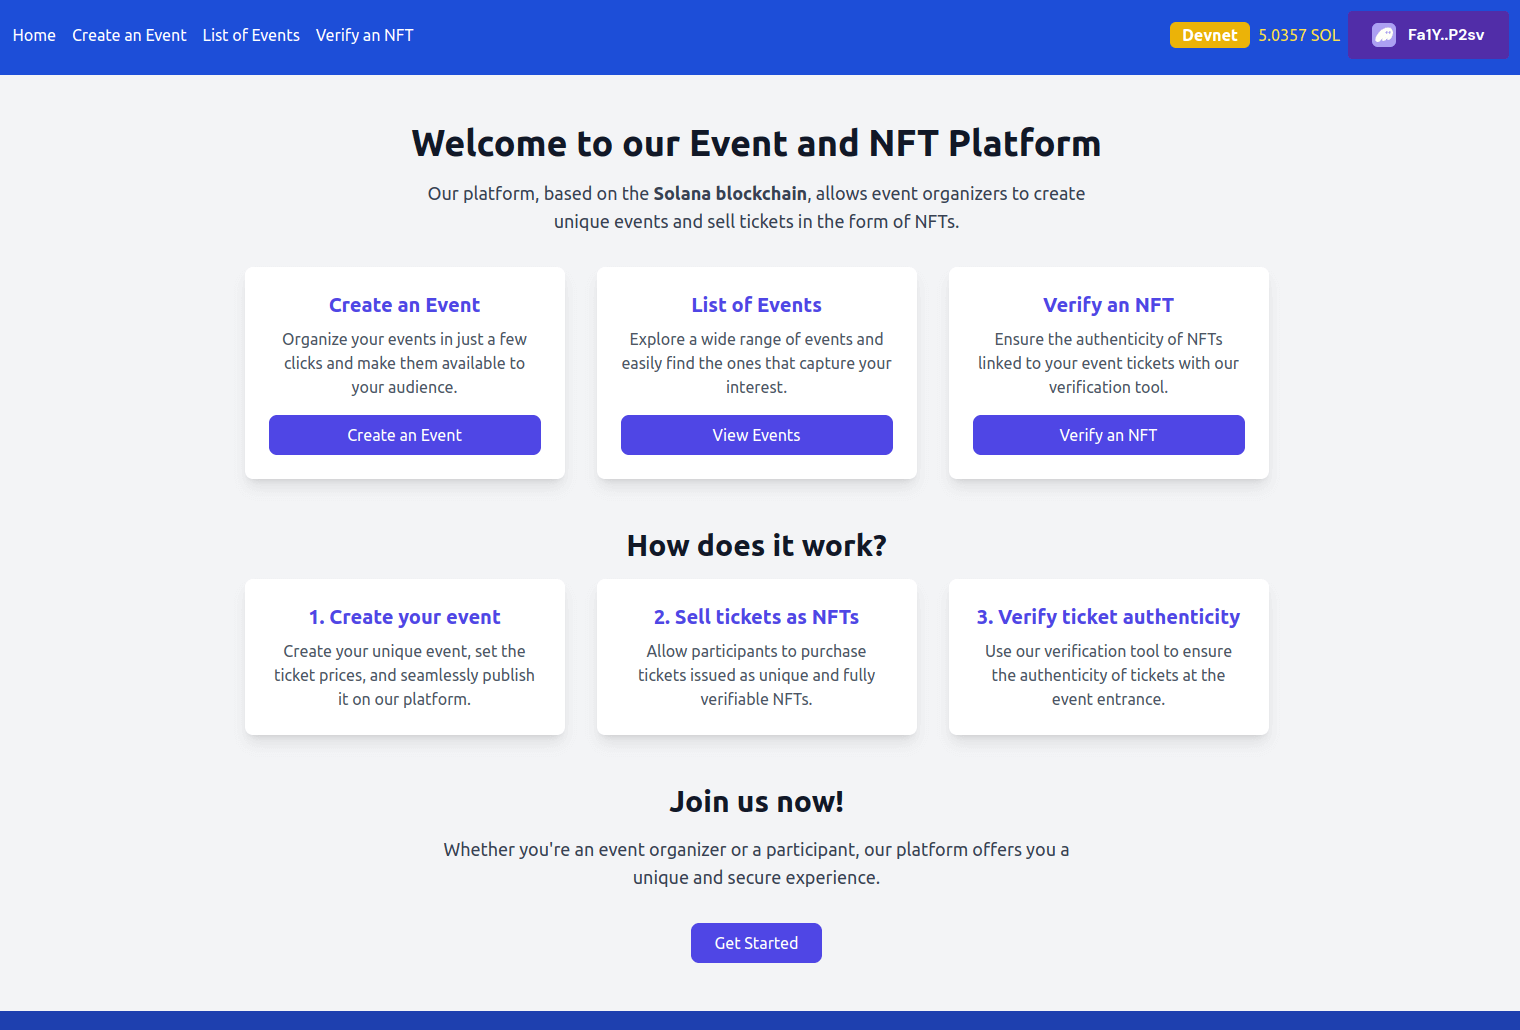 Home Create an Event List of Events Verify an NFT Devnet 5.0357 SOL Fa1Y..P2sv
Welcome to our Event and NFT Platform
Our platform, based on the Solana blockchain, allows event organizers to create
unique events and sell tickets in the form of NFTs.
Create an Event
Organize your events in just a few
clicks and make them available to
your audience.
Create an Event
List of Events
Explore a wide range of events and
easily find the ones that capture your
interest.
View Events
Verify an NFT
Ensure the authenticity of NFTs
linked to your event tickets with our
verification tool.
Verify an NFT
How does it work?
1. Create your event
Create your unique event, set the
ticket prices, and seamlessly publish
it on our platform.
2. Sell tickets as NFTs
Allow participants to purchase
tickets issued as unique and fully
verifiable NFTs.
3. Verify ticket authenticity
Use our verification tool to ensure
the authenticity of tickets at the
event entrance.
Join us now!
Whether you're an event organizer or a participant, our platform offers you a
unique and secure experience.
Get Started